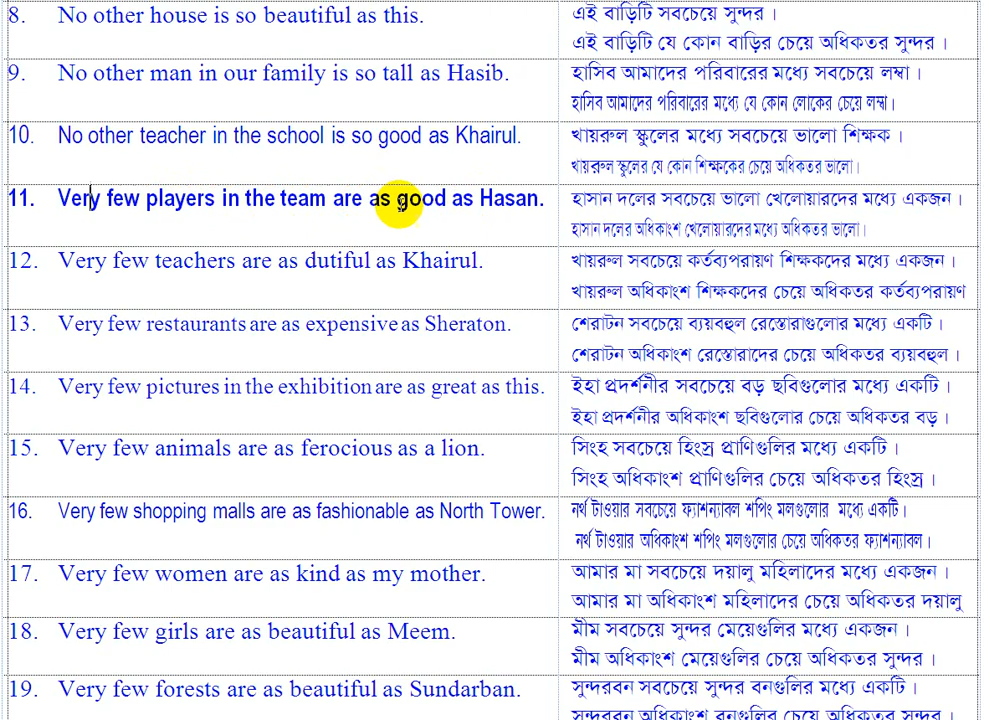 8. No other house is so beautiful as this. এই বাড়িটি সবচেয়ে সুন্দর ।
এই বাড়িটি যে কোন বাড়ির চেয়ে অধিকতর সুন্দর ।
9. No other man in our family is so tall as Hasib. হাসিব আমাদের পরিবারের মধ্যে সবচেয়ে লম্বা ।
হাসিব আমাদের পরিবারের মধ্যে যে কোন লোকের চেয়ে লম্বা।
10. No other teacher in the school is so good as Khairul. খায়রুল স্কুলের মধ্যে সবচেয়ে ভালো শিক্ষক ।
খায়রুল স্কুলের যে কোন শিক্ষকের চেয়ে অধিকতর ভালো।
11. Very few players in the team are as good as Hasan. হাসান দলের সবচেয়ে ভালো খেলোয়ারদের মধ্যে একজন ।
হাসান দলের অধিকাংশ খেলোয়ারদের মধ্যে অধিকতর ভালো।
12. Very few teachers are as dutiful as Khairul. খায়রুল সবচেয়ে কর্তব্যপরায়ণ শিক্ষকদের মধ্যে একজন ।
খায়রুল অধিকাংশ শিক্ষকদের চেয়ে অধিকতর কর্তব্যপরায়ণ
13. Very few restaurants are as expensive as Sheraton. শেরাটন সবচেয়ে ব্যয়বহুল রেস্তোরাগুলোর মধ্যে একটি ।
শেরাটন অধিকাংশ রেস্তোরাদের চেয়ে অধিকতর ব্যয়বহুল ।
14. Very few pictures in the exhibition are as great as this. ইহা প্রদর্শনীর সবচেয়ে বড় ছবিগুলোর মধ্যে একটি ।
ইহা প্রদর্শনীর অধিকাংশ ছবিগুলোর চেয়ে অধিকতর বড় ।
15. Very few animals are as ferocious as a lion. সিংহ সবচেয়ে হিংস্র প্রাণিগুলির মধ্যে একটি ।
সিংহ অধিকাংশ প্রাণিগুলির চেয়ে অধিকতর হিংস্র ।
16. Very few shopping malls are as fashionable as North Tower. নর্থ টাওয়ার সবচেয়ে ফ্যাশন্যাবল শপিং মলগুলোর মধ্যে একটি।
নর্থ টাওয়ার অধিকাংশ শপিং মলগুলোর চেয়ে অধিকতর ফ্যাশন্যাবল।
17. Very few women are as kind as my mother. আমার মা সবচেয়ে দয়ালু মহিলাদের মধ্যে একজন ।
আমার মা অধিকাংশ মহিলাদের চেয়ে অধিকতর দয়ালু
18. Very few girls are as beautiful as Meem. মীম সবচেয়ে সুন্দর মেয়েগুলির মধ্যে একজন ।
মীম অধিকাংশ মেয়েগুলির চেয়ে অধিকতর সুন্দর ।
19. Very few forests are as beautiful as Sundarban. সুন্দরবন সবচেয়ে সুন্দর বনগুলির মধ্যে একটি ।
সুন্দরবন অধিকাংশ বনগুলির চেয়ে অধিকতর সুন্দর ।